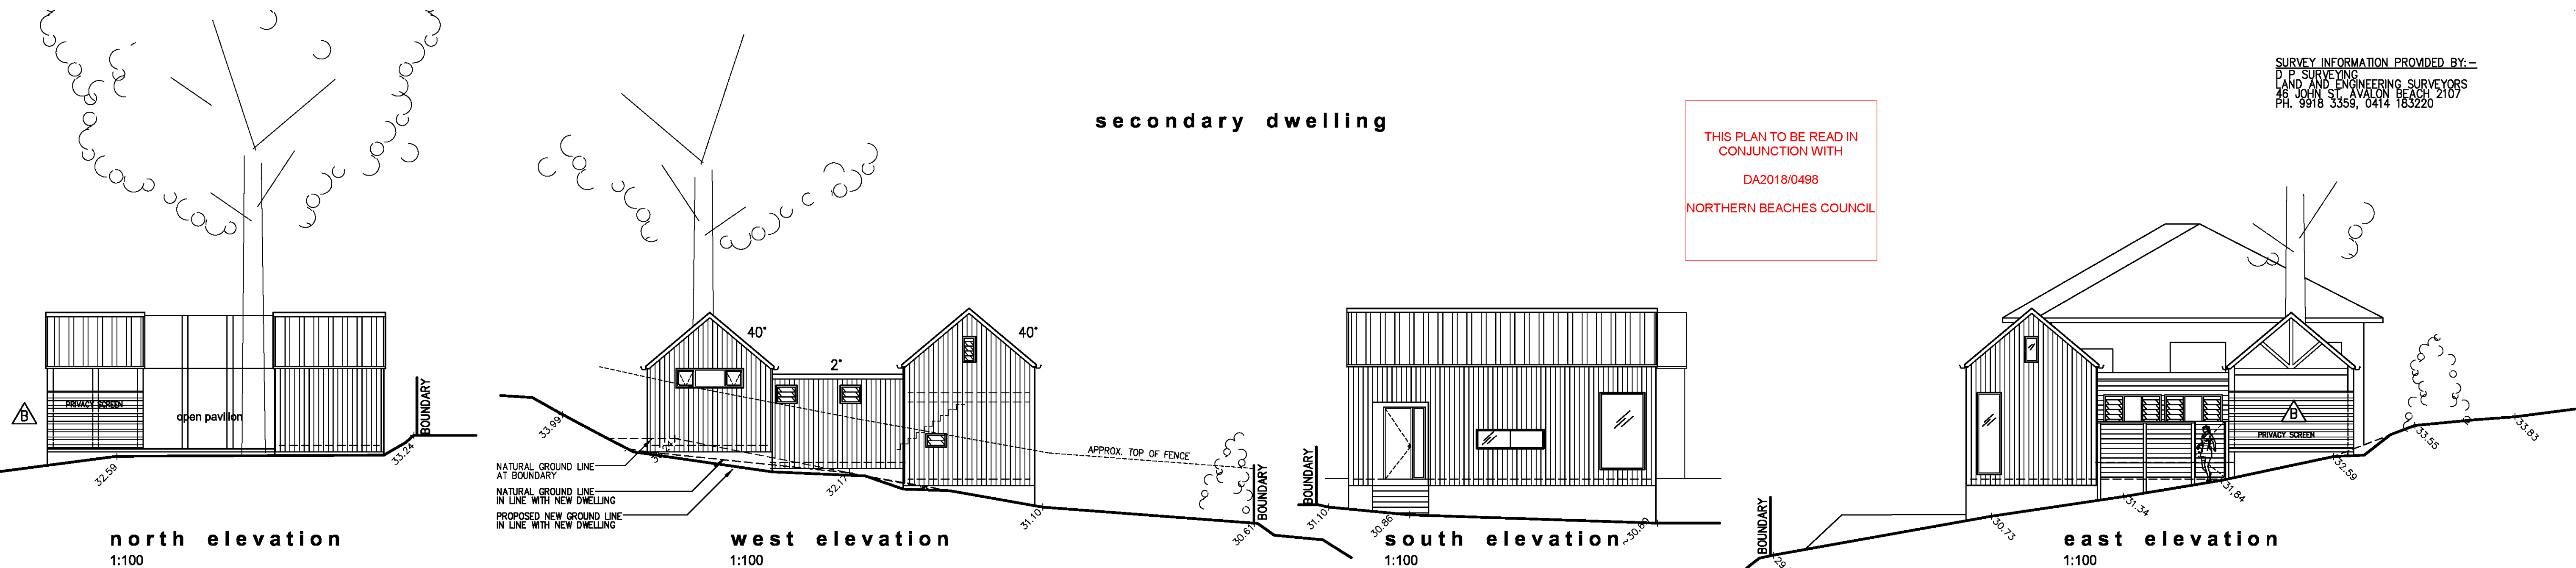 SURVEY INFORMATION PROVIDED BY:-
D P SURVEYING
LAND AND ENGINEERING SURVEYORS
46 JOHN ST, AVALON BEACH 2107
PH. 9918 3359, 0414 183220
secondary dwelling
THIS PLAN TO BE READ IN
CONJUNCTION WITH
DA2018/0498
NORTHERN BEACHES COUNCIL
B
PRIVACY SCREEN
open pavilion
BOUNDARY
32.59
33.24
north elevation
1:100
40°
2°
40°
33.99
32.17
APPROX. TOP OF FENCE
NATURAL GROUND LINE
AT BOUNDARY
NATURAL GROUND LINE
IN LINE WITH NEW DWELLING
PROPOSED NEW GROUND LINE
IN LINE WITH NEW DWELLING
31.10
30.61
BOUNDARY
west elevation
1:100
BOUNDARY
31.10
30.86
~30.60
south elevation
1:100
B
PRIVACY SCREEN
BOUNDARY
30.73
31.34
31.84
32.59
33.55
33.83
east elevation
1:100